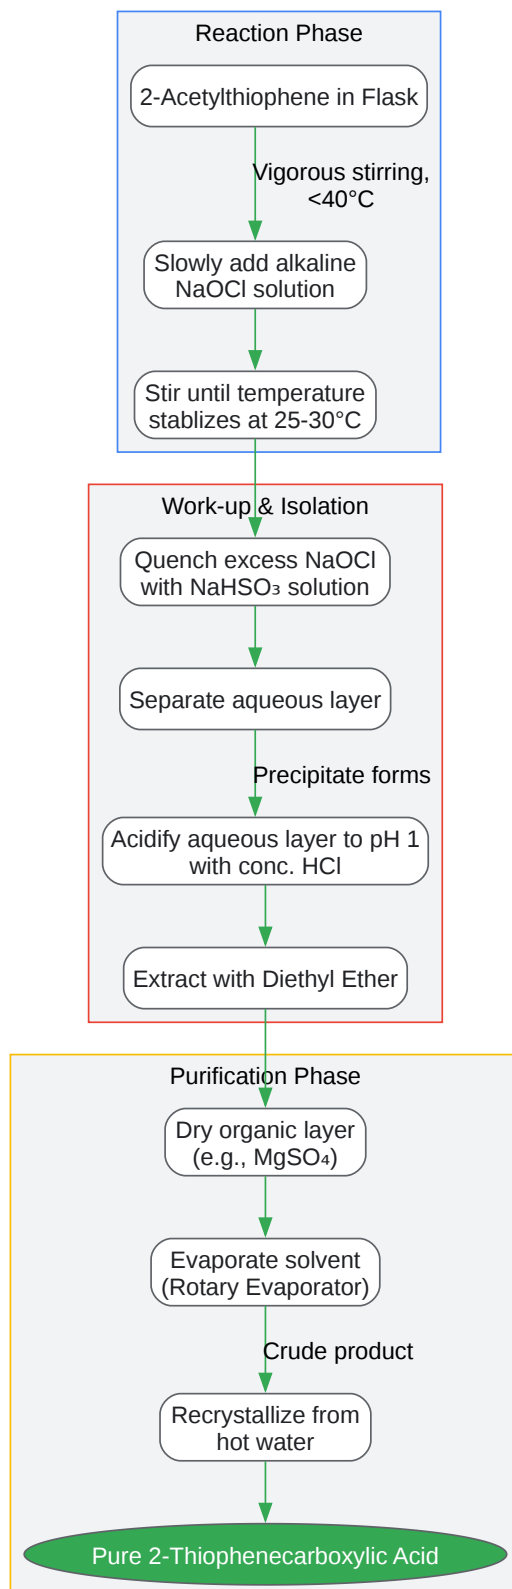 Reaction Phase
2-Acetylthiophene in Flask
Vigorous stirring,
<40°C
Slowly add alkaline
NaOCl solution
Stir until temperature
stablizes at 25-30°C
Work-up & Isolation
Quench excess NaOCl
with NaHSO₃ solution
Separate aqueous layer
Precipitate forms
Acidify aqueous layer to pH 1
with conc. HCl
Extract with Diethyl Ether
Purification Phase
Dry organic layer
(e.g., MgSO₄)
Evaporate solvent
(Rotary Evaporator)
Crude product
Recrystallize from
hot water
Pure 2-Thiophenecarboxylic Acid